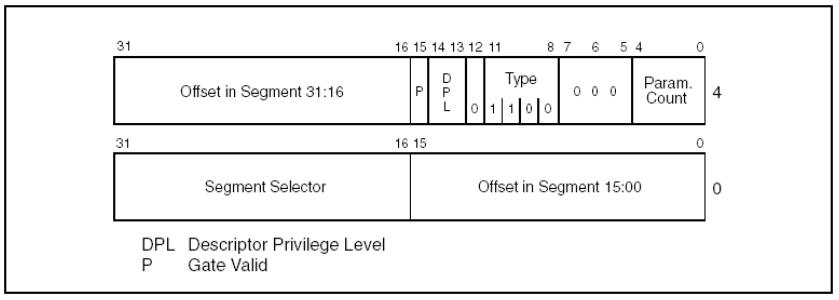 31 16 15 14 13 12 11 8 7 6 5 4 0
Offset in Segment 31:16 P D P L 0 Type 1 1 0 0 0 0 0 Param. Count 4
31 16 15 0
Segment Selector Offset in Segment 15:00 0
DPL Descriptor Privilege Level
P Gate Valid